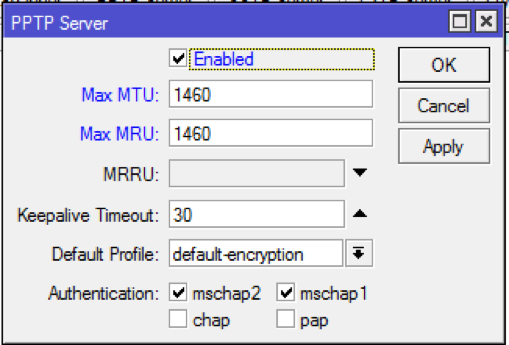 PPTP Server
Enabled
OK
Max MTU: 1460
Cancel
Max MRU: 1460
Apply
MRRU:
Keepalive Timeout: 30
Default Profile: default-encryption
Authentication: mschap2 mschap1
chap pap